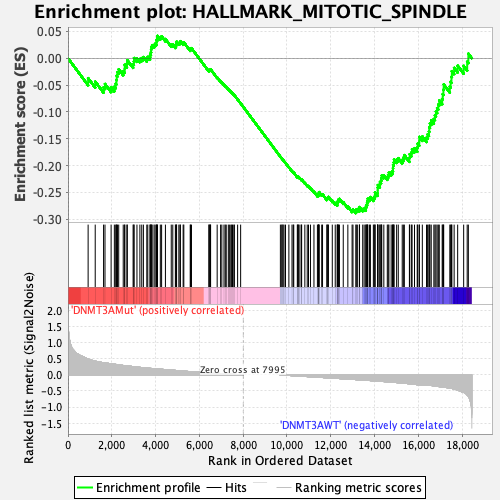 Enrichment plot: HALLMARK_MITOTIC_SPINDLE
Enrichment score (ES)
0.05
0.00
-0.05
-0.10
-0.15
-0.20
-0.25
-0.30
'DNMT3AMut' (positively correlated)
Ranked list metric (Signal2Noise)
2.0
1.5
1.0
0.5
0.0
-0.5
-1.0
-1.5
Zero cross at 7995
'DNMT3AWT' (negatively correlated)
0
2,000
4,000
6,000
8,000
10,000
12,000
14,000
16,000
18,000
Rank in Ordered Dataset
Enrichment profile
Hits
Ranking metric scores